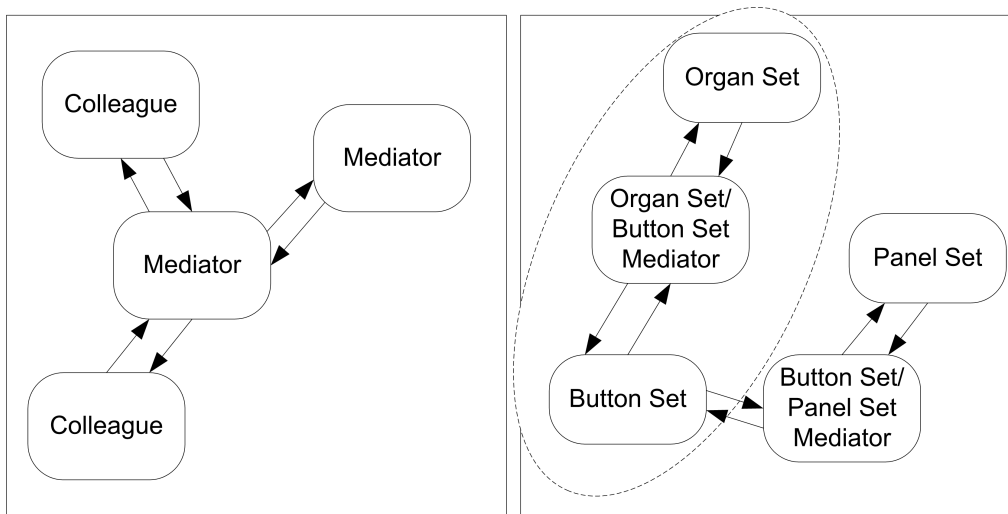 Colleague
Mediator
Mediator
Colleague
Organ Set
Organ Set/
Button Set
Mediator
Panel Set
Button Set
Button Set/
Panel Set
Mediator